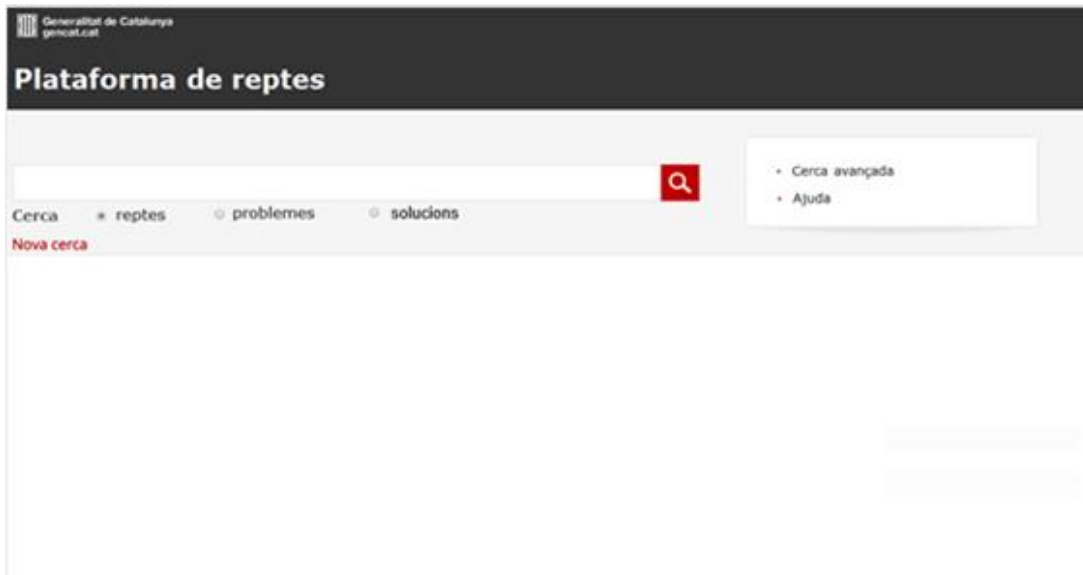 Generalitat de Catalunya
gencat.cat
Plataforma de reptes
Cerca avançada
Ajuda
Cerca reptes problemes solucions
Nova cerca